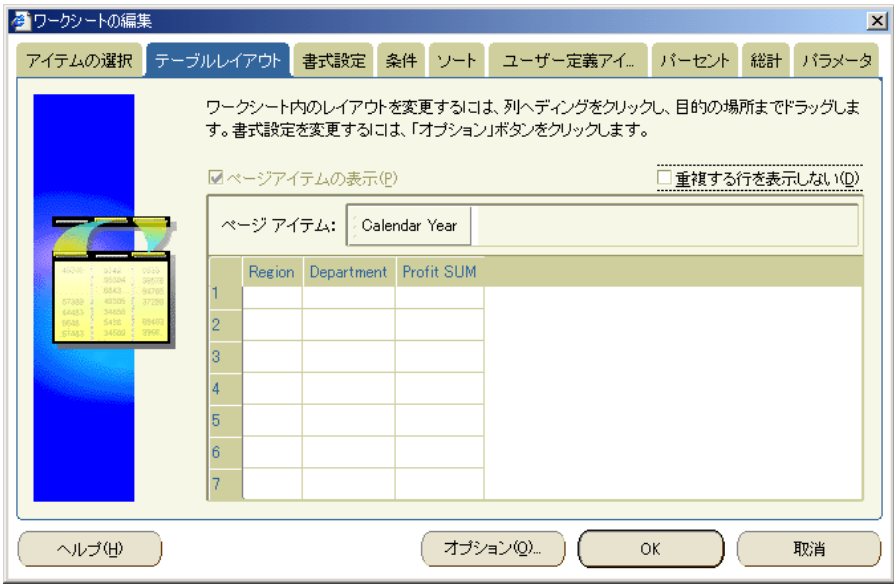 ワークシートの編集
アイテムの選択 テーブルレイアウト 書式設定 条件 ソート ユーザー定義アイ... パーセント 総計 パラメータ
ワークシート内のレイアウトを変更するには、列ヘディングをクリックし、目的の場所までドラッグしま
す。書式設定を変更するには、「オプション」ボタンをクリックします。
ページアイテムの表示(P) 重複する行を表示しない(D)
ページ アイテム: Calendar Year
Region Department Profit SUM
1
2
3
4
5
6
7
ヘルプ(H) オプション(O)... OK 取消